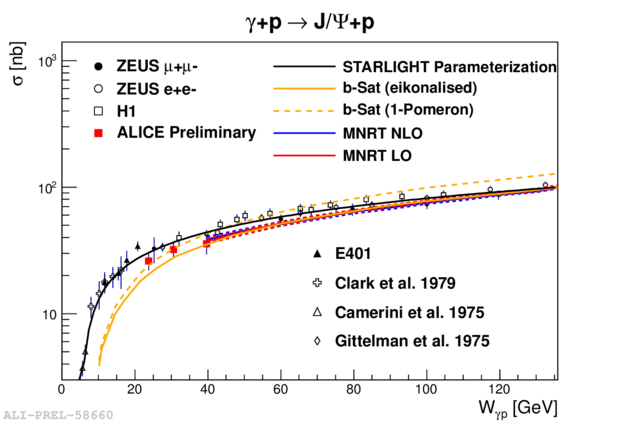 γ+p → J/Ψ+p
σ [nb]
10³
10²
10
ZEUS μ+μ-
ZEUS e+e-
H1
ALICE Preliminary
STARLIGHT Parameterization
b-Sat (eikonalised)
b-Sat (1-Pomeron)
MNRT NLO
MNRT LO
E401
Clark et al. 1979
Camerini et al. 1975
Gittelman et al. 1975
0 20 40 60 80 100 120
Wγp [GeV]
ALI-PREL-58660